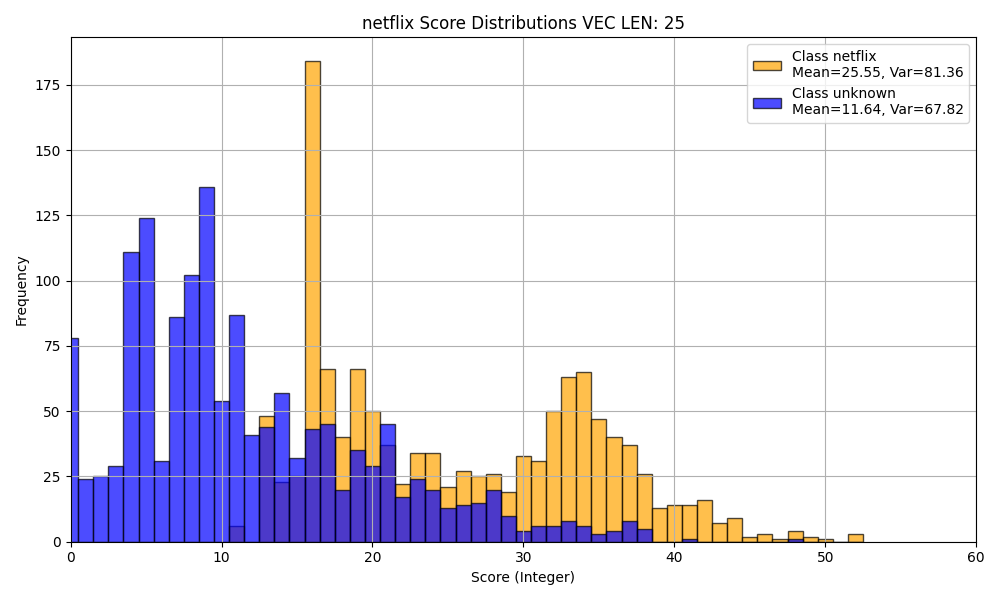 netflix Score Distributions VEC LEN: 25
Class netflix
Mean=25.55, Var=81.36
Class unknown
Mean=11.64, Var=67.82
175
150
125
100
75
50
25
0
Frequency
0 10 20 30 40 50 60
Score (Integer)